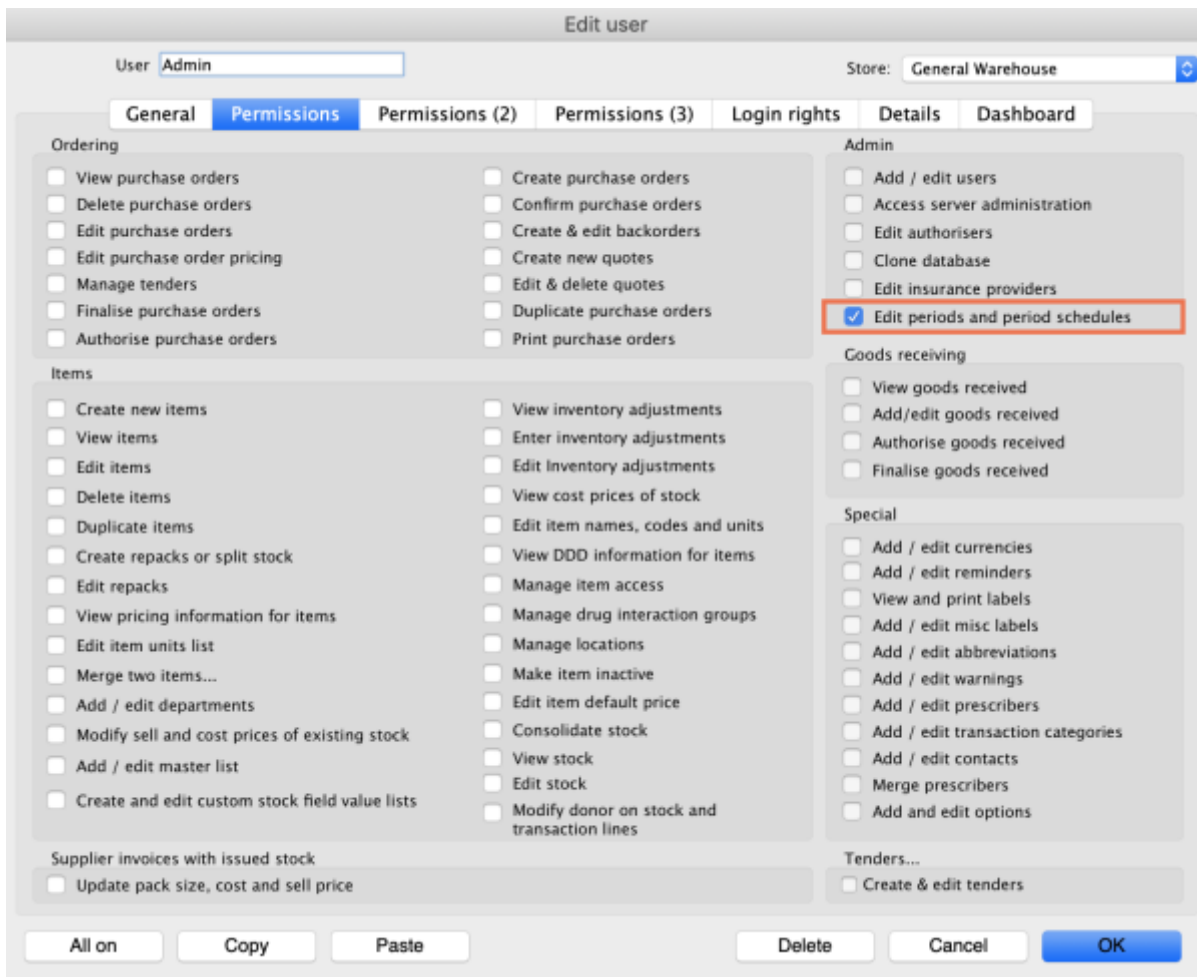 Edit user
User Admin
Store: General Warehouse
General Permissions Permissions (2) Permissions (3) Login rights Details Dashboard
Ordering
View purchase orders
Delete purchase orders
Edit purchase orders
Edit purchase order pricing
Manage tenders
Finalise purchase orders
Authorise purchase orders
Create purchase orders
Confirm purchase orders
Create & edit backorders
Create new quotes
Edit & delete quotes
Duplicate purchase orders
Print purchase orders
Items
Create new items
View items
Edit items
Delete items
Duplicate items
Create repacks or split stock
Edit repacks
View pricing information for items
Edit item units list
Merge two items...
Add / edit departments
Modify sell and cost prices of existing stock
Add / edit master list
Create and edit custom stock field value lists
View inventory adjustments
Enter inventory adjustments
Edit Inventory adjustments
View cost prices of stock
Edit item names, codes and units
View DDD information for items
Manage item access
Manage drug interaction groups
Manage locations
Make item inactive
Edit item default price
Consolidate stock
View stock
Edit stock
Modify donor on stock and
transaction lines
Supplier invoices with issued stock
Update pack size, cost and sell price
Admin
Add / edit users
Access server administration
Edit authorisers
Clone database
Edit insurance providers
Edit periods and period schedules
Goods receiving
View goods received
Add/edit goods received
Authorise goods received
Finalise goods received
Special
Add / edit currencies
Add / edit reminders
View and print labels
Add / edit misc labels
Add / edit abbreviations
Add / edit warnings
Add / edit prescribers
Add / edit transaction categories
Add / edit contacts
Merge prescribers
Add and edit options
Tenders...
Create & edit tenders
All on Copy Paste Delete Cancel OK